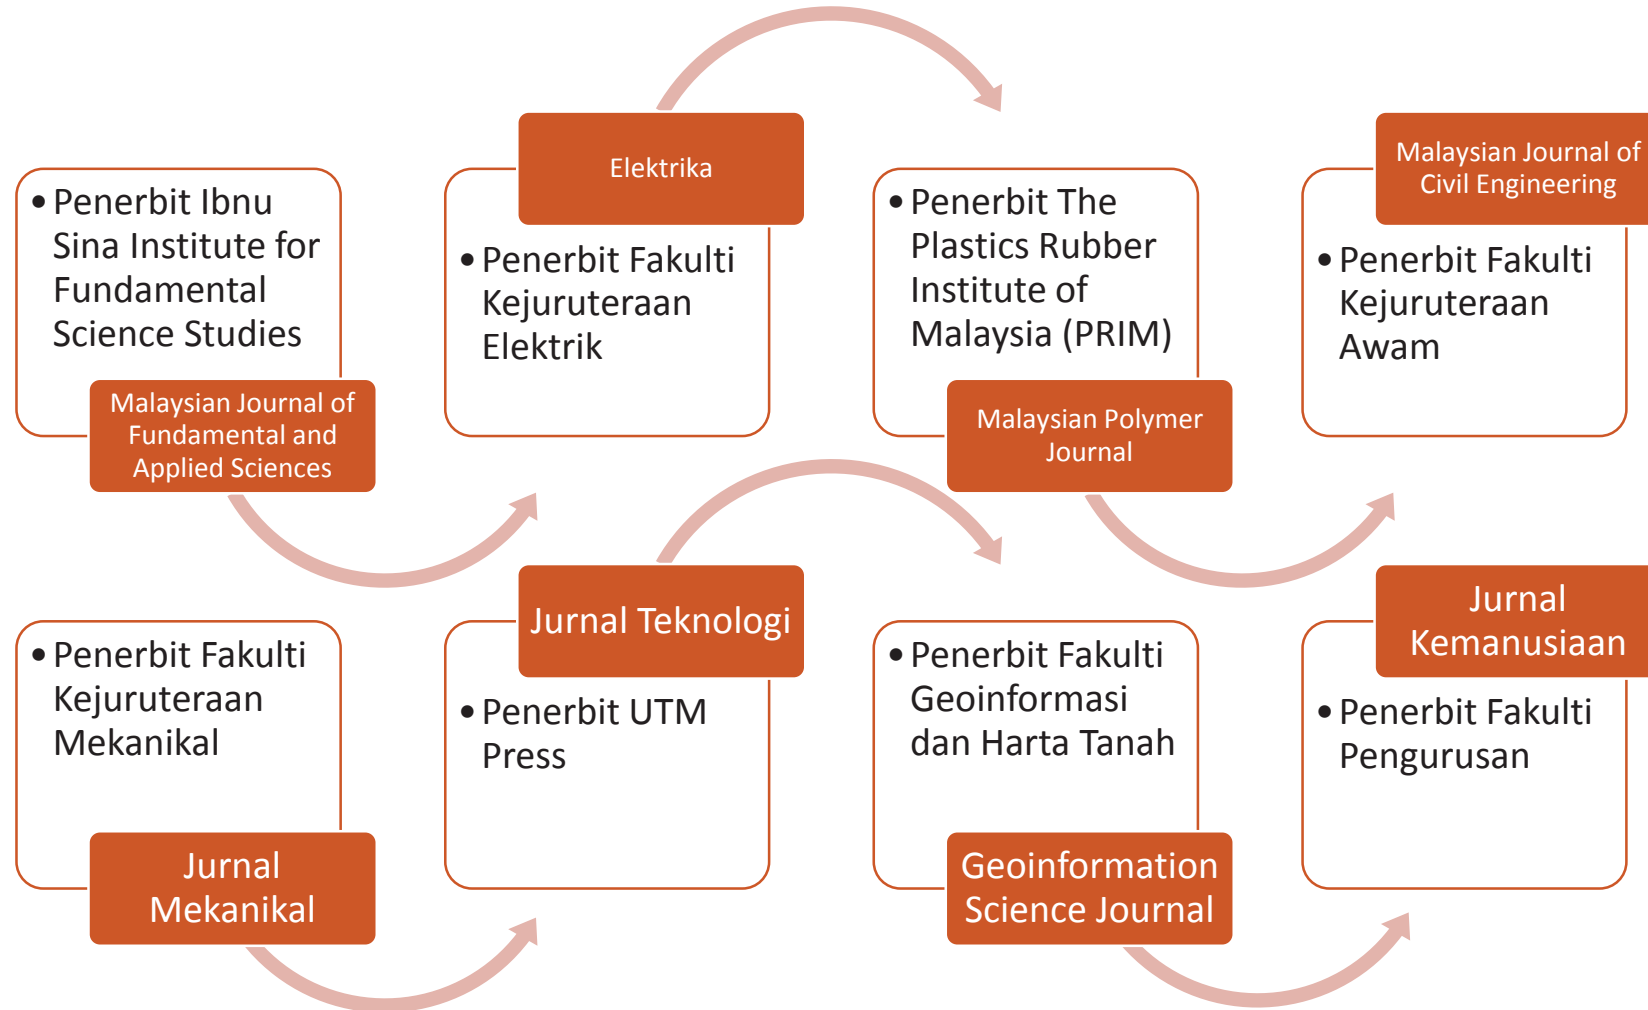 • Penerbit Ibnu
Sina Institute for
Fundamental
Science Studies
Malaysian Journal of
Fundamental and
Applied Sciences
Elektrika
• Penerbit Fakulti
Kejuruteraan
Elektrik
• Penerbit The
Plastics Rubber
Institute of
Malaysia (PRIM)
Malaysian Polymer
Journal
Malaysian Journal of
Civil Engineering
• Penerbit Fakulti
Kejuruteraan
Awam
• Penerbit Fakulti
Kejuruteraan
Mekanikal
Jurnal
Mekanikal
Jurnal Teknologi
• Penerbit UTM
Press
• Penerbit Fakulti
Geoinformasi
dan Harta Tanah
Geoinformation
Science Journal
Jurnal
Kemanusiaan
• Penerbit Fakulti
Pengurusan